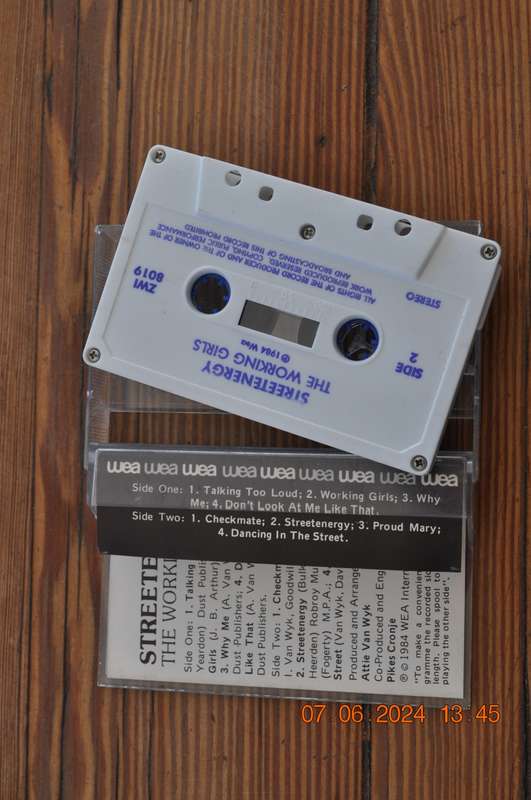 STREETENERGY
THE WORKING GIRLS
℗ 1984 Wea
SIDE
2
STEREO
ZWI
8019
ALL RIGHTS OF THE RECORD PRODUCER AND OF THE OWNER OF THE
WORK REPRODUCED RESERVED. COPYING, PUBLIC PERFORMANCE
AND BROADCASTING OF THIS RECORD PROHIBITED
wea wea wea wea wea wea wea wea wea
Side One: 1. Talking Too Loud; 2. Working Girls; 3. Why
Me; 4. Don't Look At Me Like That.
Side Two: 1. Checkmate; 2. Streetenergy; 3. Proud Mary;
4. Dancing In The Street.
STREETE
THE WORKI
Side One: 1. Talking
Yeardon) Dust Publi
Girls (J. B. Arthur)
3. Why Me (A. Van
Dust Publishers; 4. D
Like That (A. Van W
Dust Publishers.
Side Two: 1. Checkm
J. Van Wyk, Goodwil
2. Streetenergy (Bulk
Heerden) Robroy Mu
(Fogerty) M.P.A.; 4.
Street (Van Wyk, Dav
Produced and Arrange
Attie Van Wyk
Co-Produced and Eng
Pikes Cronje
℗ © 1984 WEA Intern
"To make a convenien
gramme the recorded sid
length. Please spool to
playing the other side".
07 06 2024 13:45